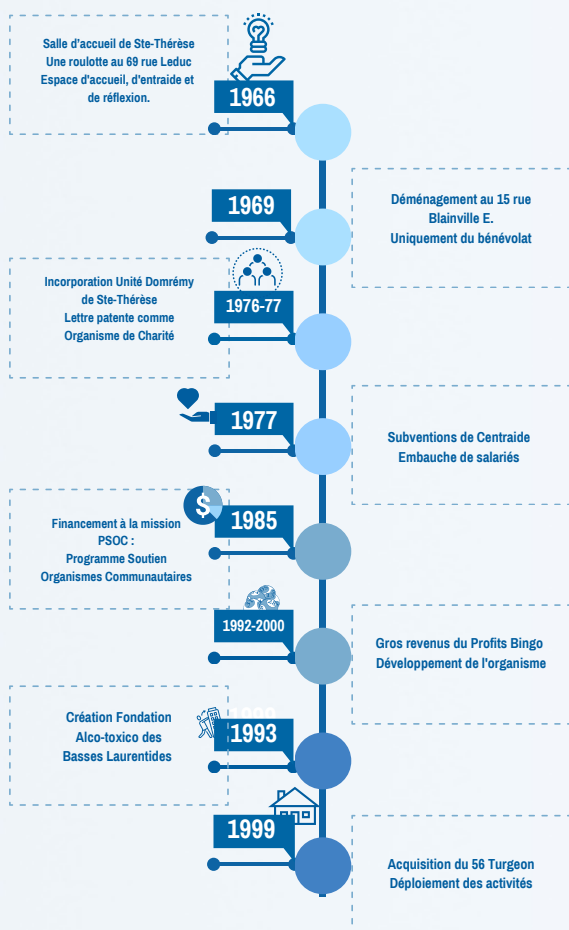 Salle d'accueil de Ste-Thérèse
Une roulotte au 69 rue Leduc
Espace d'accueil, d'entraide et
de réflexion.
1966
1969
Déménagement au 15 rue
Blainville E.
Uniquement du bénévolat
Incorporation Unité Domrémy
de Ste-Thérèse
Lettre patente comme
Organisme de Charité
1976-77
1977
Subventions de Centraide
Embauche de salariés
Financement à la mission
PSOC :
Programme Soutien
Organismes Communautaires
$
1985
1992-2000
Gros revenus du Profits Bingo
Développement de l'organisme
Création Fondation
Alco-toxico des
Basses Laurentides
1993
1999
Acquisition du 56 Turgeon
Déploiement des activités